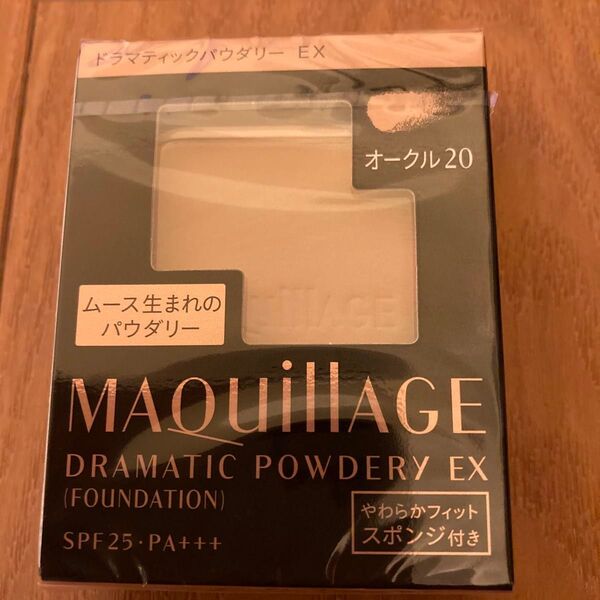 ドラマティックパウダリー EX
オークル20
ムース生まれの
パウダリー
MAQuillAGE
MAQuillAGE
DRAMATIC POWDERY EX
(FOUNDATION)
SPF25・PA+++
やわらかフィット
スポンジ付き